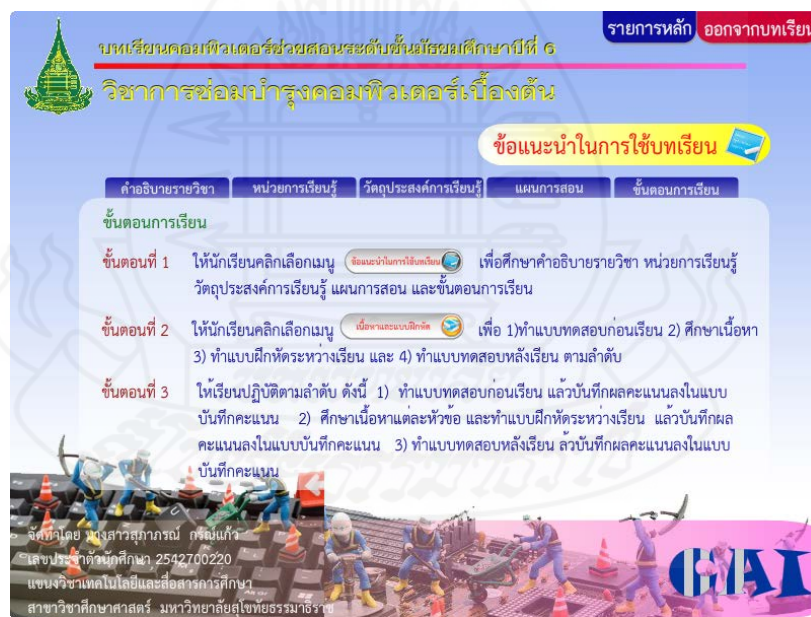 รายการหลัก ออกจากบทเรียน
บทเรียนคอมพิวเตอร์ช่วยสอนระดับชั้นมัธยมศึกษาปีที่ 6
วิชาการซ่อมบำรุงคอมพิวเตอร์เบื้องต้น
ข้อแนะนำในการใช้บทเรียน
คำอธิบายรายวิชา หน่วยการเรียนรู้ วัตถุประสงค์การเรียนรู้ แผนการสอน ขั้นตอนการเรียน
ขั้นตอนการเรียน
ขั้นตอนที่ 1 ให้นักเรียนคลิกเลือกเมนู ข้อแนะนำในการใช้บทเรียน เพื่อศึกษาคำอธิบายรายวิชา หน่วยการเรียนรู้
วัตถุประสงค์การเรียนรู้ แผนการสอน และขั้นตอนการเรียน
ขั้นตอนที่ 2 ให้นักเรียนคลิกเลือกเมนู เนื้อหาและแบบฝึกหัด เพื่อ 1)ทำแบบทดสอบก่อนเรียน 2) ศึกษาเนื้อหา
3) ทำแบบฝึกหัดระหว่างเรียน และ 4) ทำแบบทดสอบหลังเรียน ตามลำดับ
ขั้นตอนที่ 3 ให้เรียนปฏิบัติตามลำดับ ดังนี้ 1) ทำแบบทดสอบก่อนเรียน แล้วบันทึกผลคะแนนลงในแบบ
บันทึกคะแนน 2) ศึกษาเนื้อหาแต่ละหัวข้อ และทำแบบฝึกหัดระหว่างเรียน แล้วบันทึกผล
คะแนนลงในแบบบันทึกคะแนน 3) ทำแบบทดสอบหลังเรียน ล้วบันทึกผลคะแนนลงในแบบ
บันทึกคะแนน
จัดทำโดย นางสาวสุภาภรณ์ กรุณแก้ว
เลขประจำตัวนักศึกษา 2542700220
แขนงวิชาเทคโนโลยีและสื่อสารการศึกษา
สาขาวิชาศึกษาศาสตร์ มหาวิทยาลัยสุโขทัยธรรมาธิราช
CAI